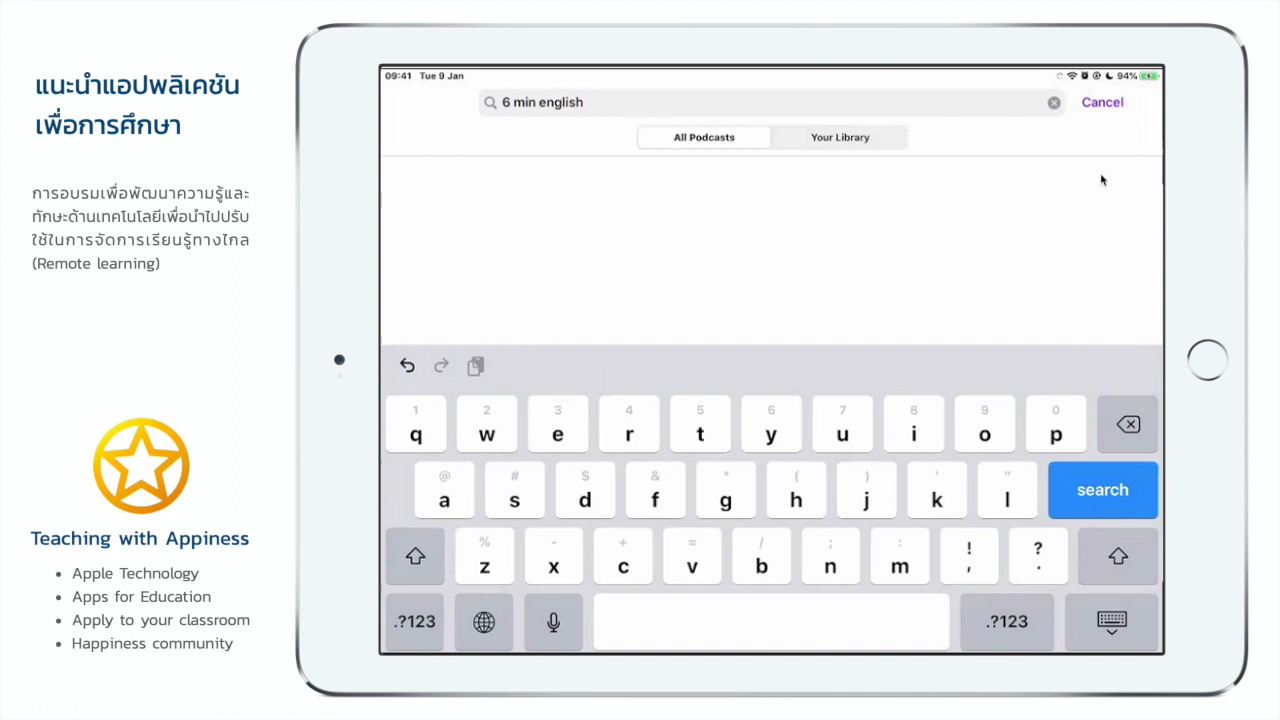 แนะนำแอปพลิเคชัน
เพื่อการศึกษา
การอบรมเพื่อพัฒนาความรู้และ
ทักษะด้านเทคโนโลยีเพื่อนำไปปรับ
ใช้ในการจัดการเรียนรู้ทางไกล
(Remote learning)
Teaching with Appiness
• Apple Technology
• Apps for Education
• Apply to your classroom
• Happiness community
09:41 Tue 9 Jan
94%
6 min english
Cancel
All Podcasts
Your Library
1 2 3 4 5 6 7 8 9 0
q w e r t y u i o p
@ # $ & * ( ) ' "
a s d f g h j k l
search
% - + = / ; : ! ?
z x c v b n m , .
.?123
.?123